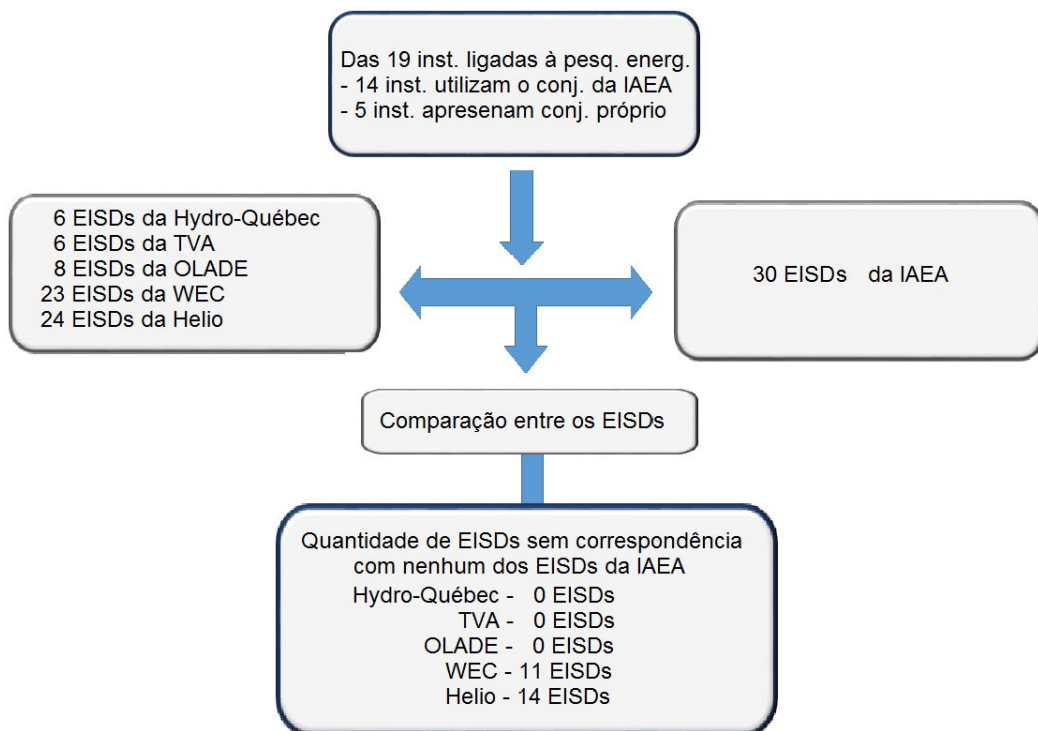 Das 19 inst. ligadas à pesq. energ.
- 14 inst. utilizam o conj. da IAEA
- 5 inst. apresenam conj. próprio
6 EISDs da Hydro-Québec
6 EISDs da TVA
8 EISDs da OLADE
23 EISDs da WEC
24 EISDs da Helio
30 EISDs da IAEA
Comparação entre os EISDs
Quantidade de EISDs sem correspondência
com nenhum dos EISDs da IAEA
Hydro-Québec - 0 EISDs
TVA - 0 EISDs
OLADE - 0 EISDs
WEC - 11 EISDs
Helio - 14 EISDs